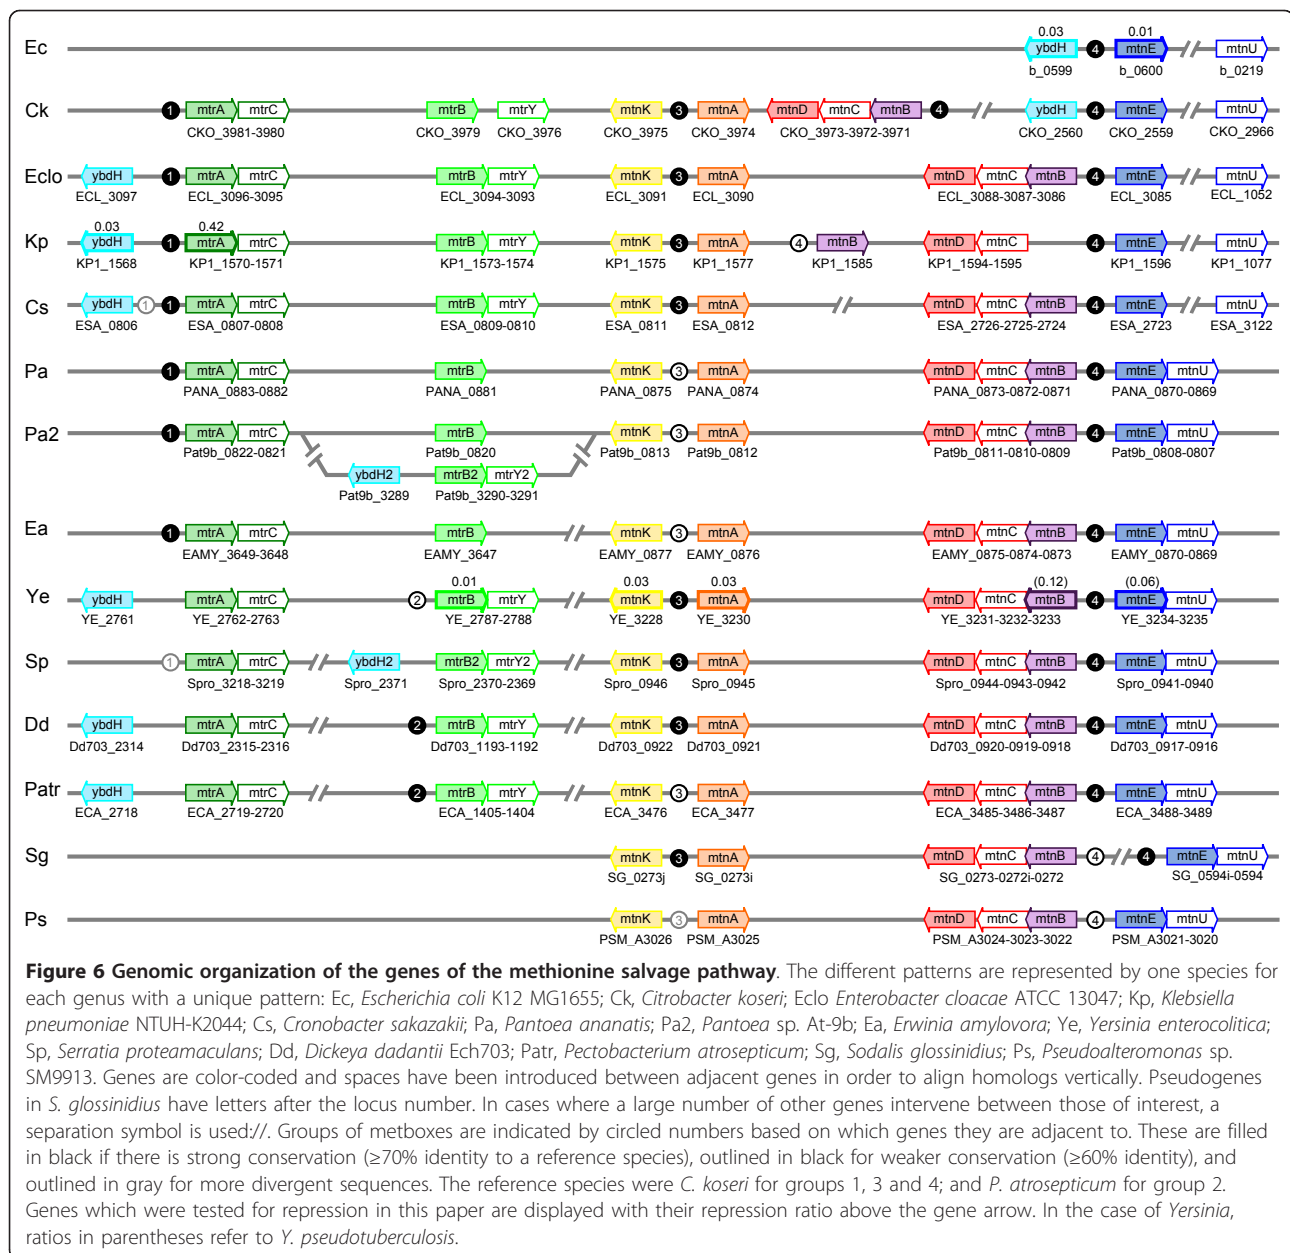 Ec 0.03 ybdH 4 0.01 mtnE // mtnU
b_0599 b_0600 b_0219
Ck 1 mtrA mtrC mtrB mtrY mtnK 3 mtnA mtnD mtnC mtnB 4 // ybdH 4 mtnE // mtnU
CKO_3981-3980 CKO_3979 CKO_3976 CKO_3975 CKO_3974 CKO_3973-3972-3971 CKO_2560 CKO_2559 CKO_2966
Eclo ybdH 1 mtrA mtrC mtrB mtrY mtnK 3 mtnA mtnD mtnC mtnB 4 mtnE // mtnU
ECL_3097 ECL_3096-3095 ECL_3094-3093 ECL_3091 ECL_3090 ECL_3088-3087-3086 ECL_3085 ECL_1052
0.03 0.42
Kp ybdH 1 mtrA mtrC mtrB mtrY mtnK 3 mtnA 4 mtnB mtnD mtnC 4 mtnE // mtnU
KP1_1568 KP1_1570-1571 KP1_1573-1574 KP1_1575 KP1_1577 KP1_1585 KP1_1594-1595 KP1_1596 KP1_1077
Cs ybdH 1 1 mtrA mtrC mtrB mtrY mtnK 3 mtnA // mtnD mtnC mtnB 4 mtnE // mtnU
ESA_0806 ESA_0807-0808 ESA_0809-0810 ESA_0811 ESA_0812 ESA_2726-2725-2724 ESA_2723 ESA_3122
Pa 1 mtrA mtrC mtrB mtnK 3 mtnA mtnD mtnC mtnB 4 mtnE mtnU
PANA_0883-0882 PANA_0881 PANA_0875 PANA_0874 PANA_0873-0872-0871 PANA_0870-0869
Pa2 1 mtrA mtrC mtrB mtnK 3 mtnA mtnD mtnC mtnB 4 mtnE mtnU
Pat9b_0822-0821 Pat9b_0820 Pat9b_0813 Pat9b_0812 Pat9b_0811-0810-0809 Pat9b_0808-0807
// ybdH2 mtrB2 mtrY2 //
Pat9b_3289 Pat9b_3290-3291
Ea 1 mtrA mtrC mtrB // mtnK 3 mtnA mtnD mtnC mtnB 4 mtnE mtnU
EAMY_3649-3648 EAMY_3647 EAMY_0877 EAMY_0876 EAMY_0875-0874-0873 EAMY_0870-0869
0.01 0.03 0.03 (0.12) (0.06)
Ye ybdH mtrA mtrC 2 mtrB mtrY // mtnK 3 mtnA mtnD mtnC mtnB 4 mtnE mtnU
YE_2761 YE_2762-2763 YE_2787-2788 YE_3228 YE_3230 YE_3231-3232-3233 YE_3234-3235
Sp 1 mtrA mtrC // ybdH2 mtrB2 mtrY2 // mtnK 3 mtnA mtnD mtnC mtnB 4 mtnE mtnU
Spro_3218-3219 Spro_2371 Spro_2370-2369 Spro_0946 Spro_0945 Spro_0944-0943-0942 Spro_0941-0940
Dd ybdH mtrA mtrC // 2 mtrB mtrY // mtnK 3 mtnA mtnD mtnC mtnB 4 mtnE mtnU
Dd703_2314 Dd703_2315-2316 Dd703_1193-1192 Dd703_0922 Dd703_0921 Dd703_0920-0919-0918 Dd703_0917-0916
Patr ybdH mtrA mtrC // 2 mtrB mtrY // mtnK 3 mtnA mtnD mtnC mtnB 4 mtnE mtnU
ECA_2718 ECA_2719-2720 ECA_1405-1404 ECA_3476 ECA_3477 ECA_3485-3486-3487 ECA_3488-3489
Sg mtnK 3 mtnA mtnD mtnC mtnB 4 // 4 mtnE mtnU
SG_0273j SG_0273i SG_0273-0272i-0272 SG_0594i-0594
Ps mtnK 3 mtnA mtnD mtnC mtnB 4 mtnE mtnU
PSM_A3026 PSM_A3025 PSM_A3024-3023-3022 PSM_A3021-3020
Figure 6 Genomic organization of the genes of the methionine salvage pathway. The different patterns are represented by one species for
each genus with a unique pattern: Ec, Escherichia coli K12 MG1655; Ck, Citrobacter koseri; Eclo Enterobacter cloacae ATCC 13047; Kp, Klebsiella
pneumoniae NTUH-K2044; Cs, Cronobacter sakazakii; Pa, Pantoea ananatis; Pa2, Pantoea sp. At-9b; Ea, Erwinia amylovora; Ye, Yersinia enterocolitica;
Sp, Serratia proteamaculans; Dd, Dickeya dadantii Ech703; Patr, Pectobacterium atrosepticum; Sg, Sodalis glossinidius; Ps, Pseudoalteromonas sp.
SM9913. Genes are color-coded and spaces have been introduced between adjacent genes in order to align homologs vertically. Pseudogenes
in S. glossinidius have letters after the locus number. In cases where a large number of other genes intervene between those of interest, a
separation symbol is used://. Groups of metboxes are indicated by circled numbers based on which genes they are adjacent to. These are filled
in black if there is strong conservation (≥70% identity to a reference species), outlined in black for weaker conservation (≥60% identity), and
outlined in gray for more divergent sequences. The reference species were C. koseri for groups 1, 3 and 4; and P. atrosepticum for group 2.
Genes which were tested for repression in this paper are displayed with their repression ratio above the gene arrow. In the case of Yersinia,
ratios in parentheses refer to Y. pseudotuberculosis.